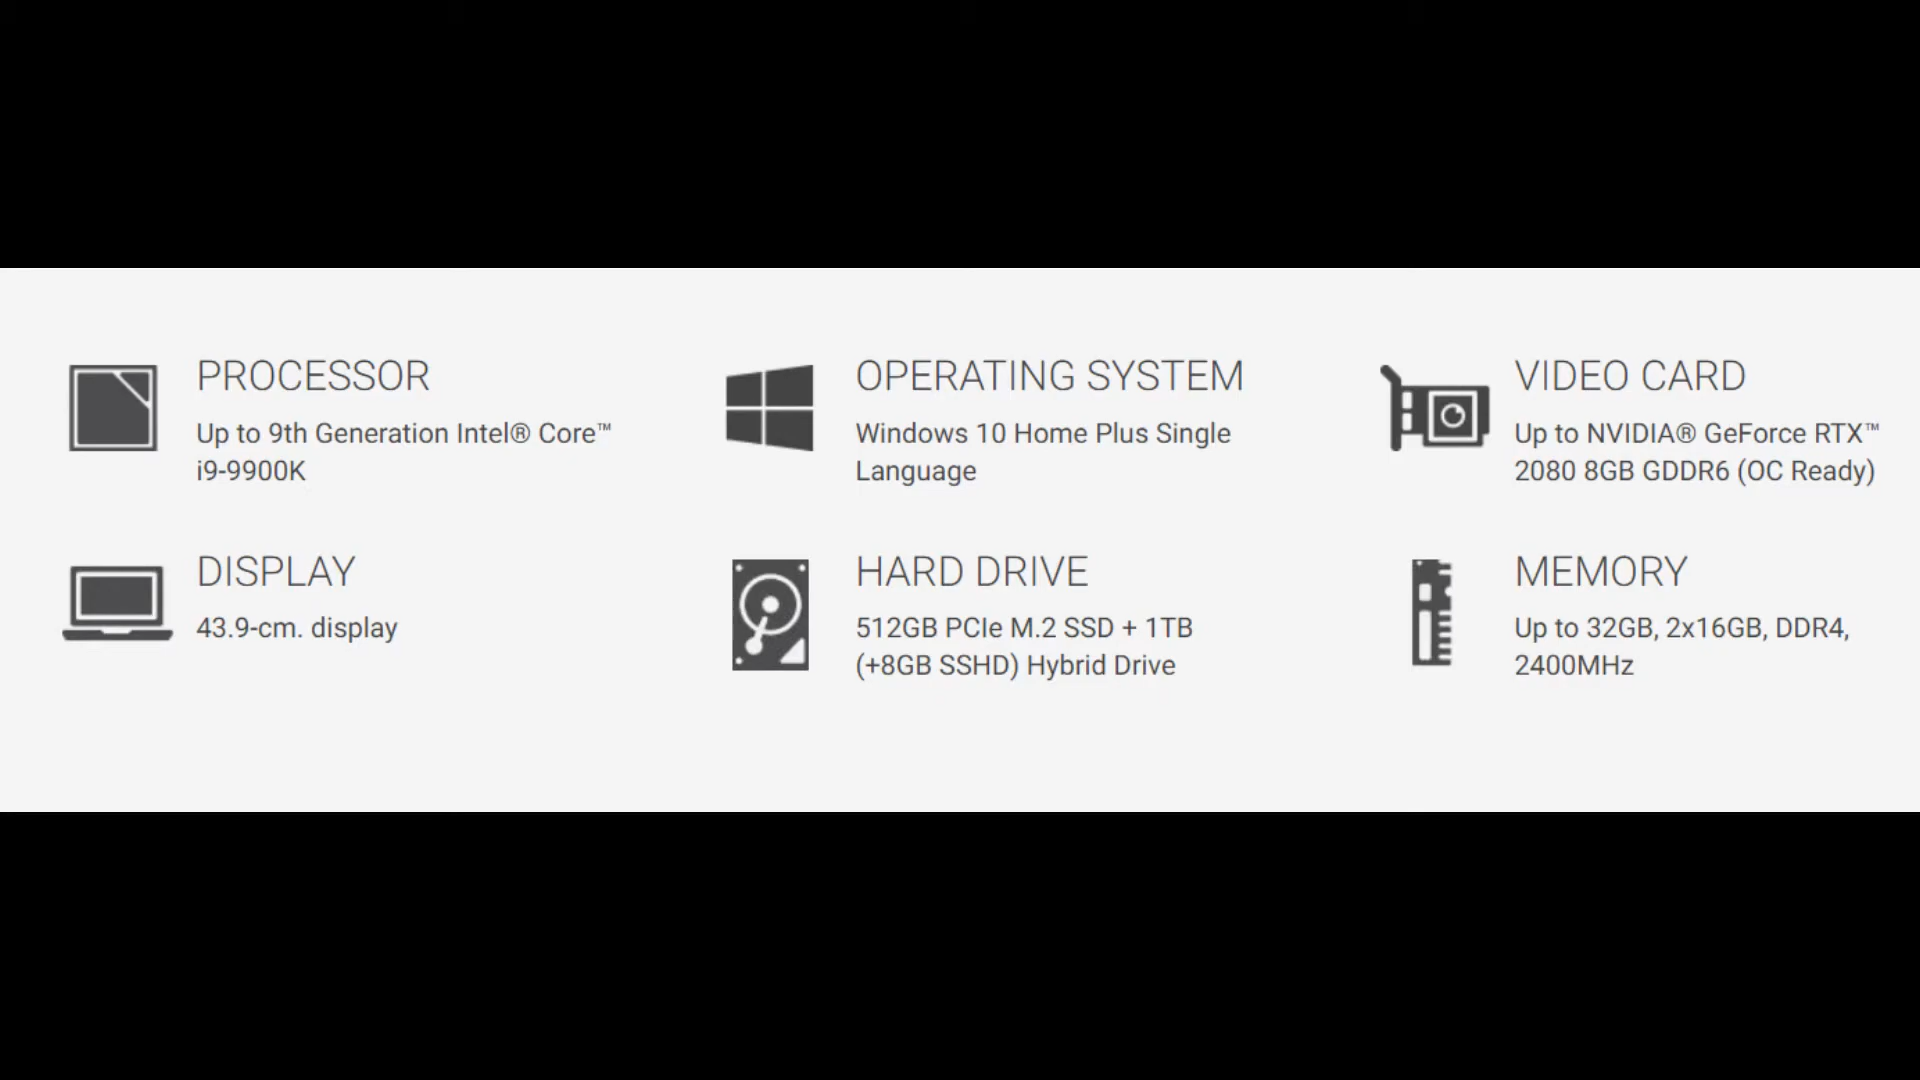 PROCESSOR
Up to 9th Generation Intel® Core™
i9-9900K
OPERATING SYSTEM
Windows 10 Home Plus Single
Language
VIDEO CARD
Up to NVIDIA® GeForce RTX™
2080 8GB GDDR6 (OC Ready)
DISPLAY
43.9-cm. display
HARD DRIVE
512GB PCIe M.2 SSD + 1TB
(+8GB SSHD) Hybrid Drive
MEMORY
Up to 32GB, 2x16GB, DDR4,
2400MHz